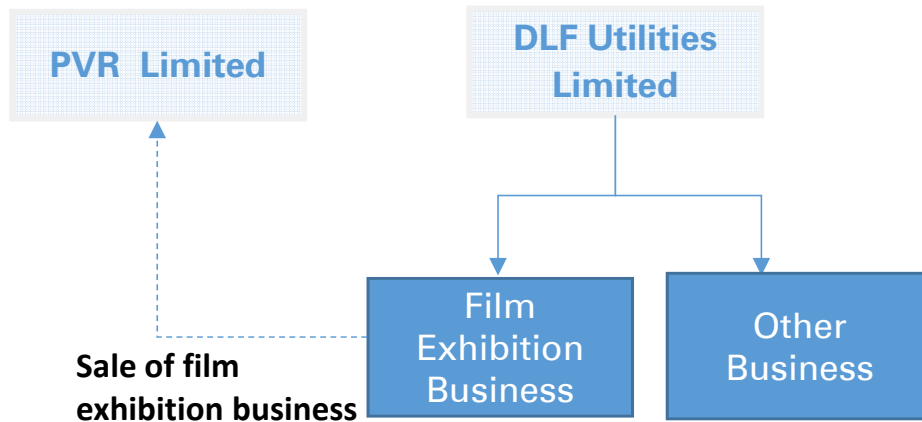 PVR Limited
DLF Utilities
Limited
Film
Exhibition
Business
Other
Business
Sale of film
exhibition business